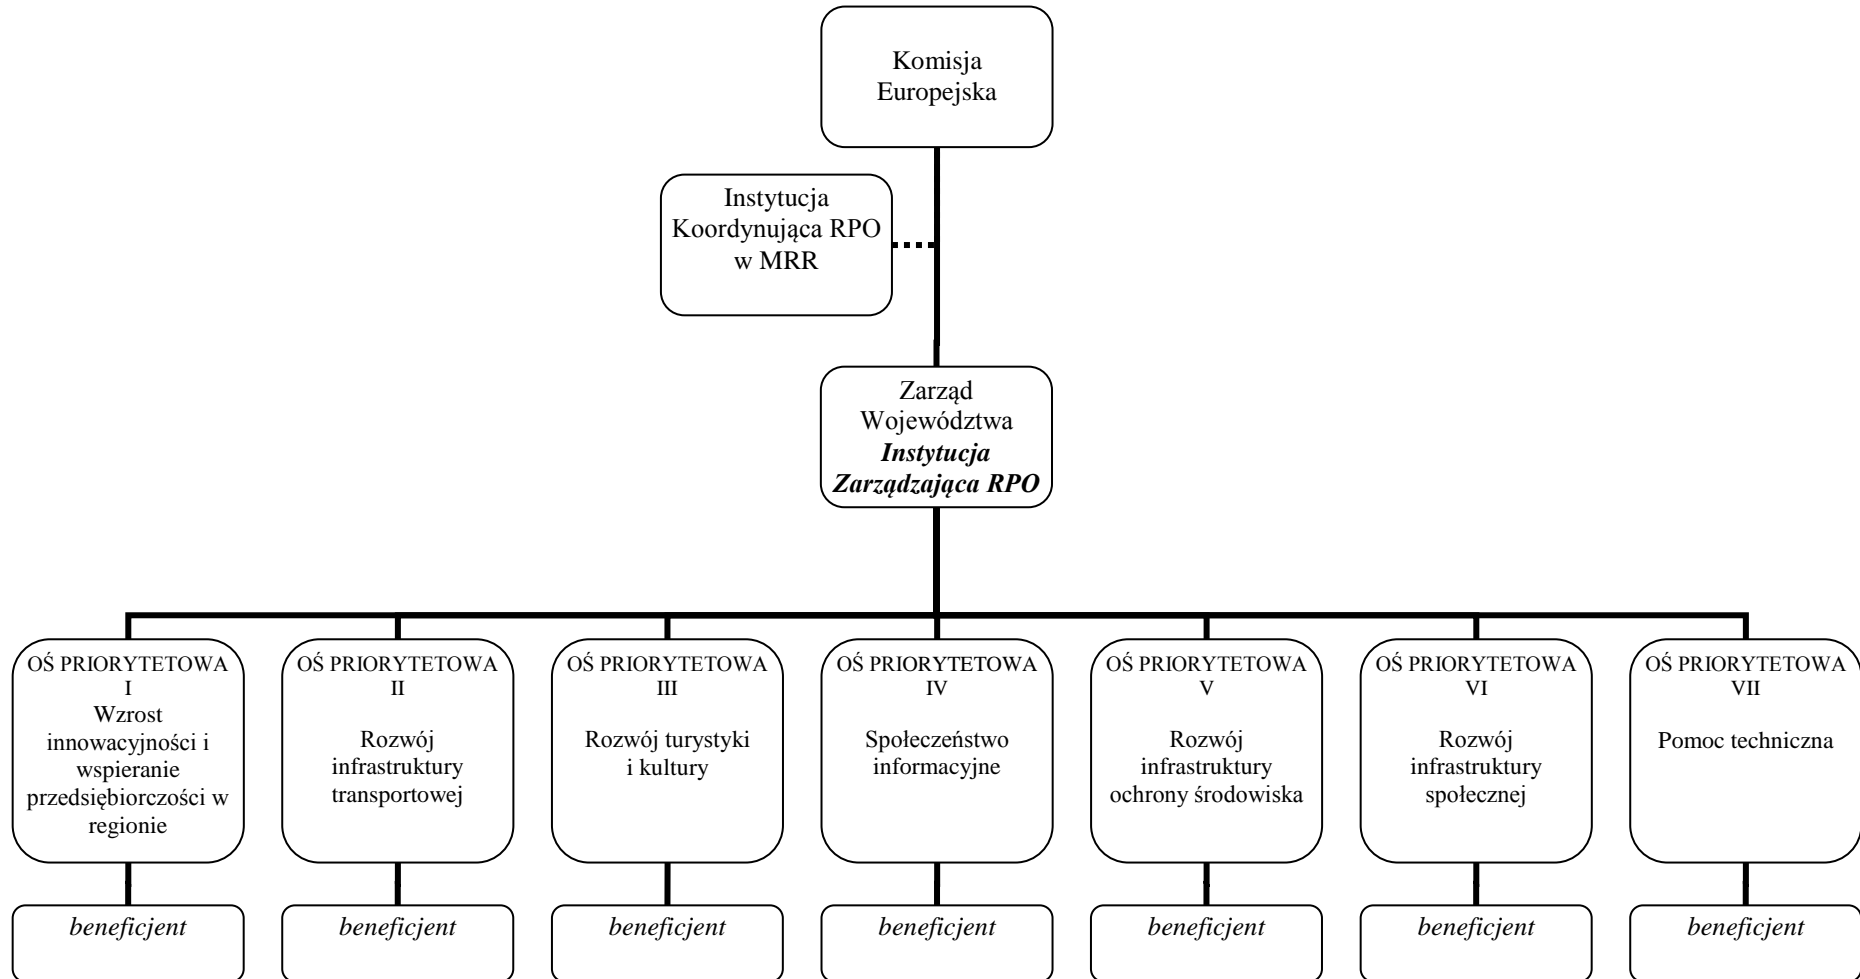 Komisja
Europejska
Instytucja
Koordynująca RPO
w MRR
Zarząd
Województwa
Instytucja
Zarządzająca RPO
OŚ PRIORYTETOWA
I
Wzrost
innowacyjności i
wspieranie
przedsiębiorczości w
regionie
OŚ PRIORYTETOWA
II
Rozwój
infrastruktury
transportowej
OŚ PRIORYTETOWA
III
Rozwój turystyki
i kultury
OŚ PRIORYTETOWA
IV
Społeczeństwo
informacyjne
OŚ PRIORYTETOWA
V
Rozwój
infrastruktury
ochrony środowiska
OŚ PRIORYTETOWA
VI
Rozwój
infrastruktury
społecznej
OŚ PRIORYTETOWA
VII
Pomoc techniczna
beneficjent
beneficjent
beneficjent
beneficjent
beneficjent
beneficjent
beneficjent